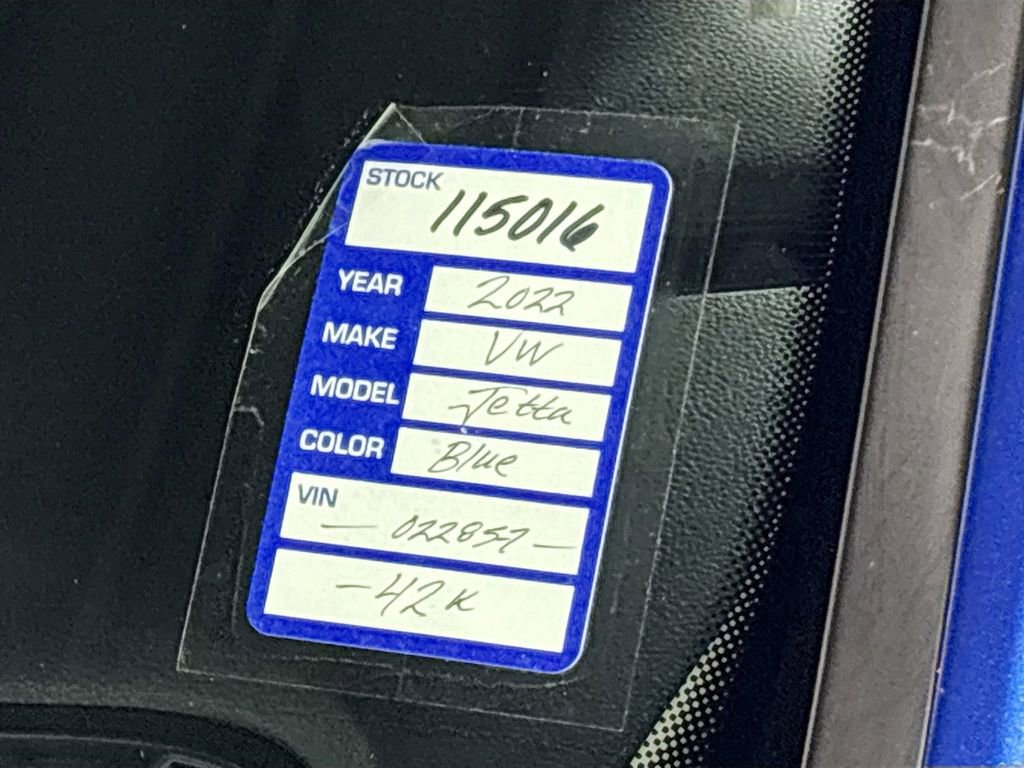 STOCK
115016
YEAR 2022
MAKE VW
MODEL Jetta
COLOR Blue
VIN
— 022857 —
- 42K